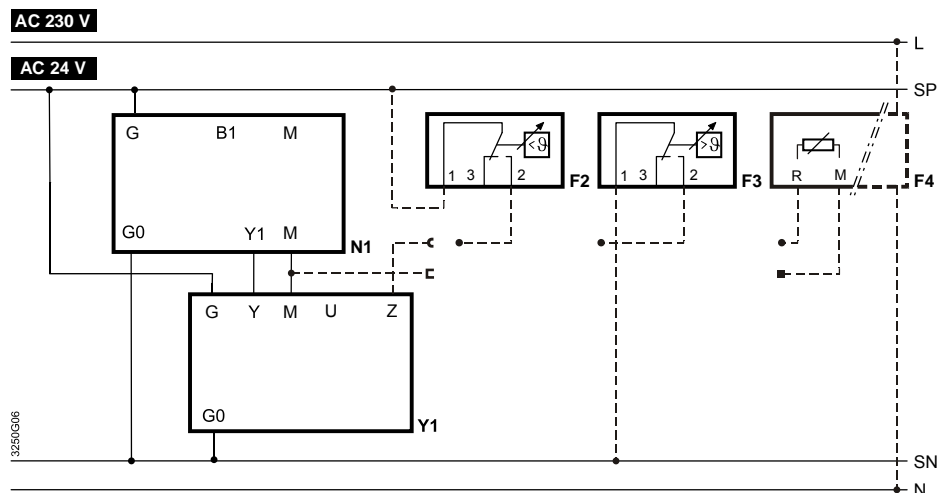 AC 230 V
L
AC 24 V
SP
G B1 M
G0 Y1 M
N1
<ϑ
1 3 2
F2
>ϑ
1 3 2
F3
R M
F4
G Y M U Z
G0
Y1
3250G06
SN
N